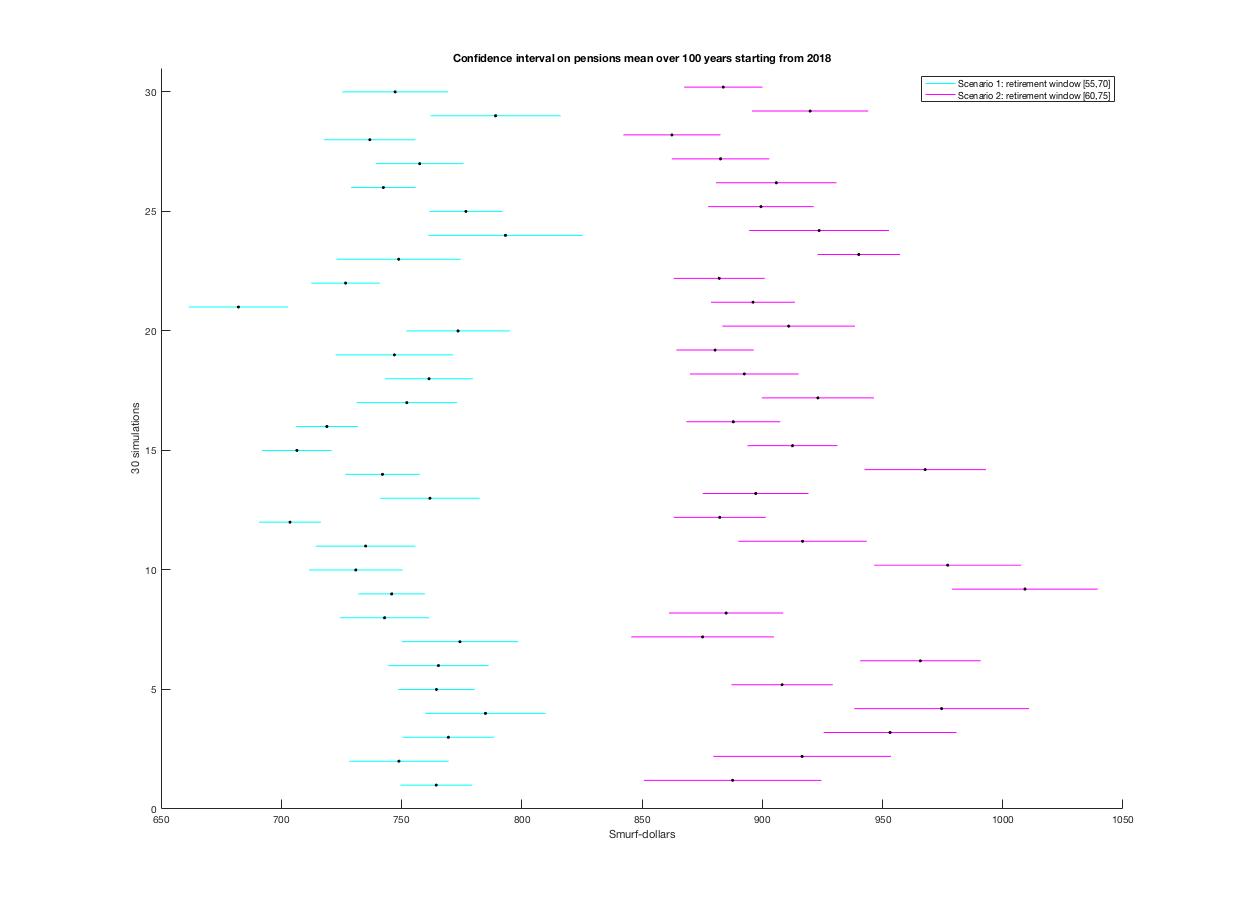 Confidence interval on pensions mean over 100 years starting from 2018
Scenario 1: retirement window [55,70]
Scenario 2: retirement window [60,75]
30
25
20
15
10
5
0
30 simulations
650 700 750 800 850 900 950 1000 1050
Smurf-dollars